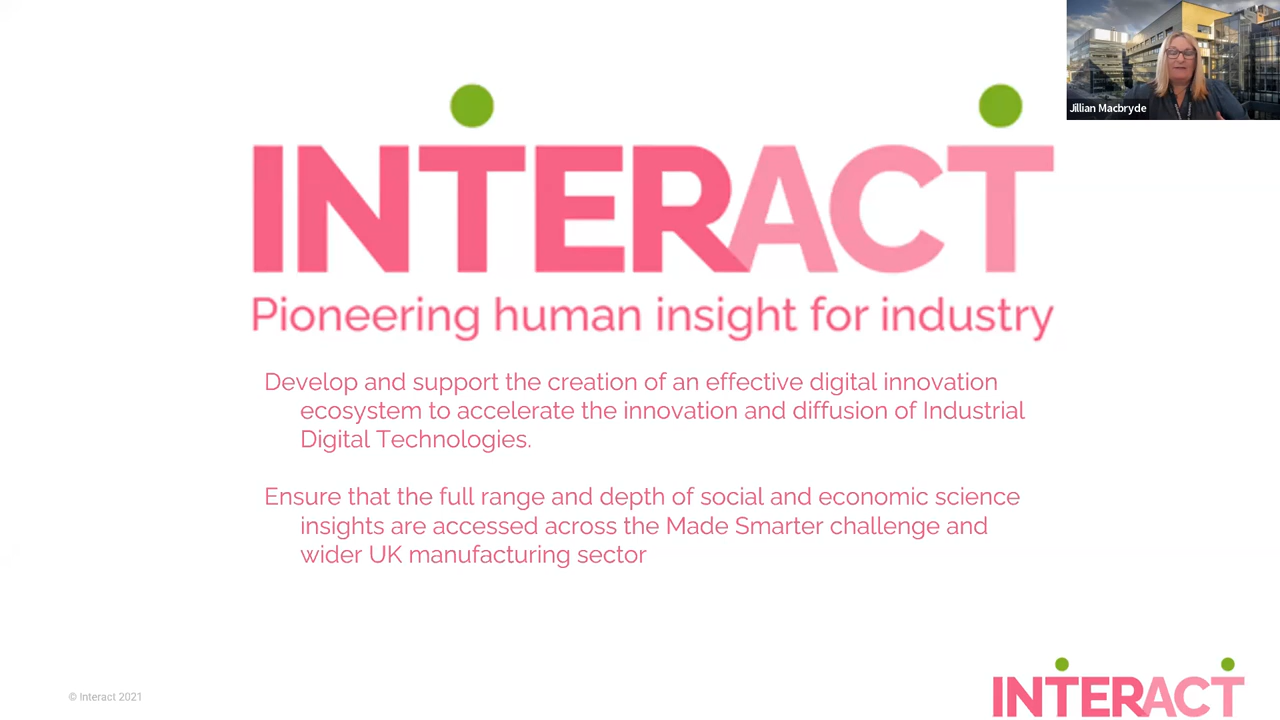 Jillian Macbryde
INTERACT
Pioneering human insight for industry
Develop and support the creation of an effective digital innovation
ecosystem to accelerate the innovation and diffusion of Industrial
Digital Technologies.
Ensure that the full range and depth of social and economic science
insights are accessed across the Made Smarter challenge and
wider UK manufacturing sector
© Interact 2021
INTERACT